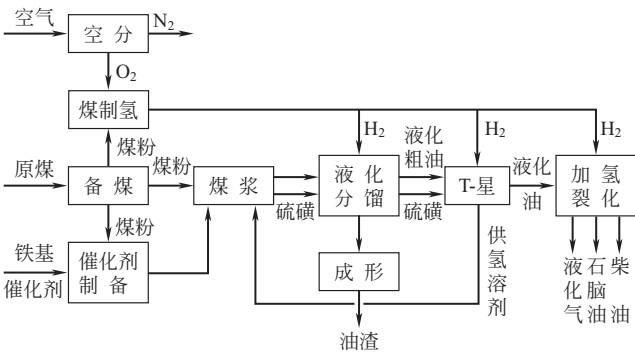 空气
空 分
N₂
O₂
煤制氢
煤粉
H₂
H₂
H₂
原煤
备 煤
煤粉
煤 浆
硫磺
液 化
分 馏
液化
粗油
硫磺
T-星
液化
油
加 氢
裂 化
煤粉
铁基
催化剂
催化剂
制备
成 形
供氢溶剂
油渣
液化气
石脑油
柴油